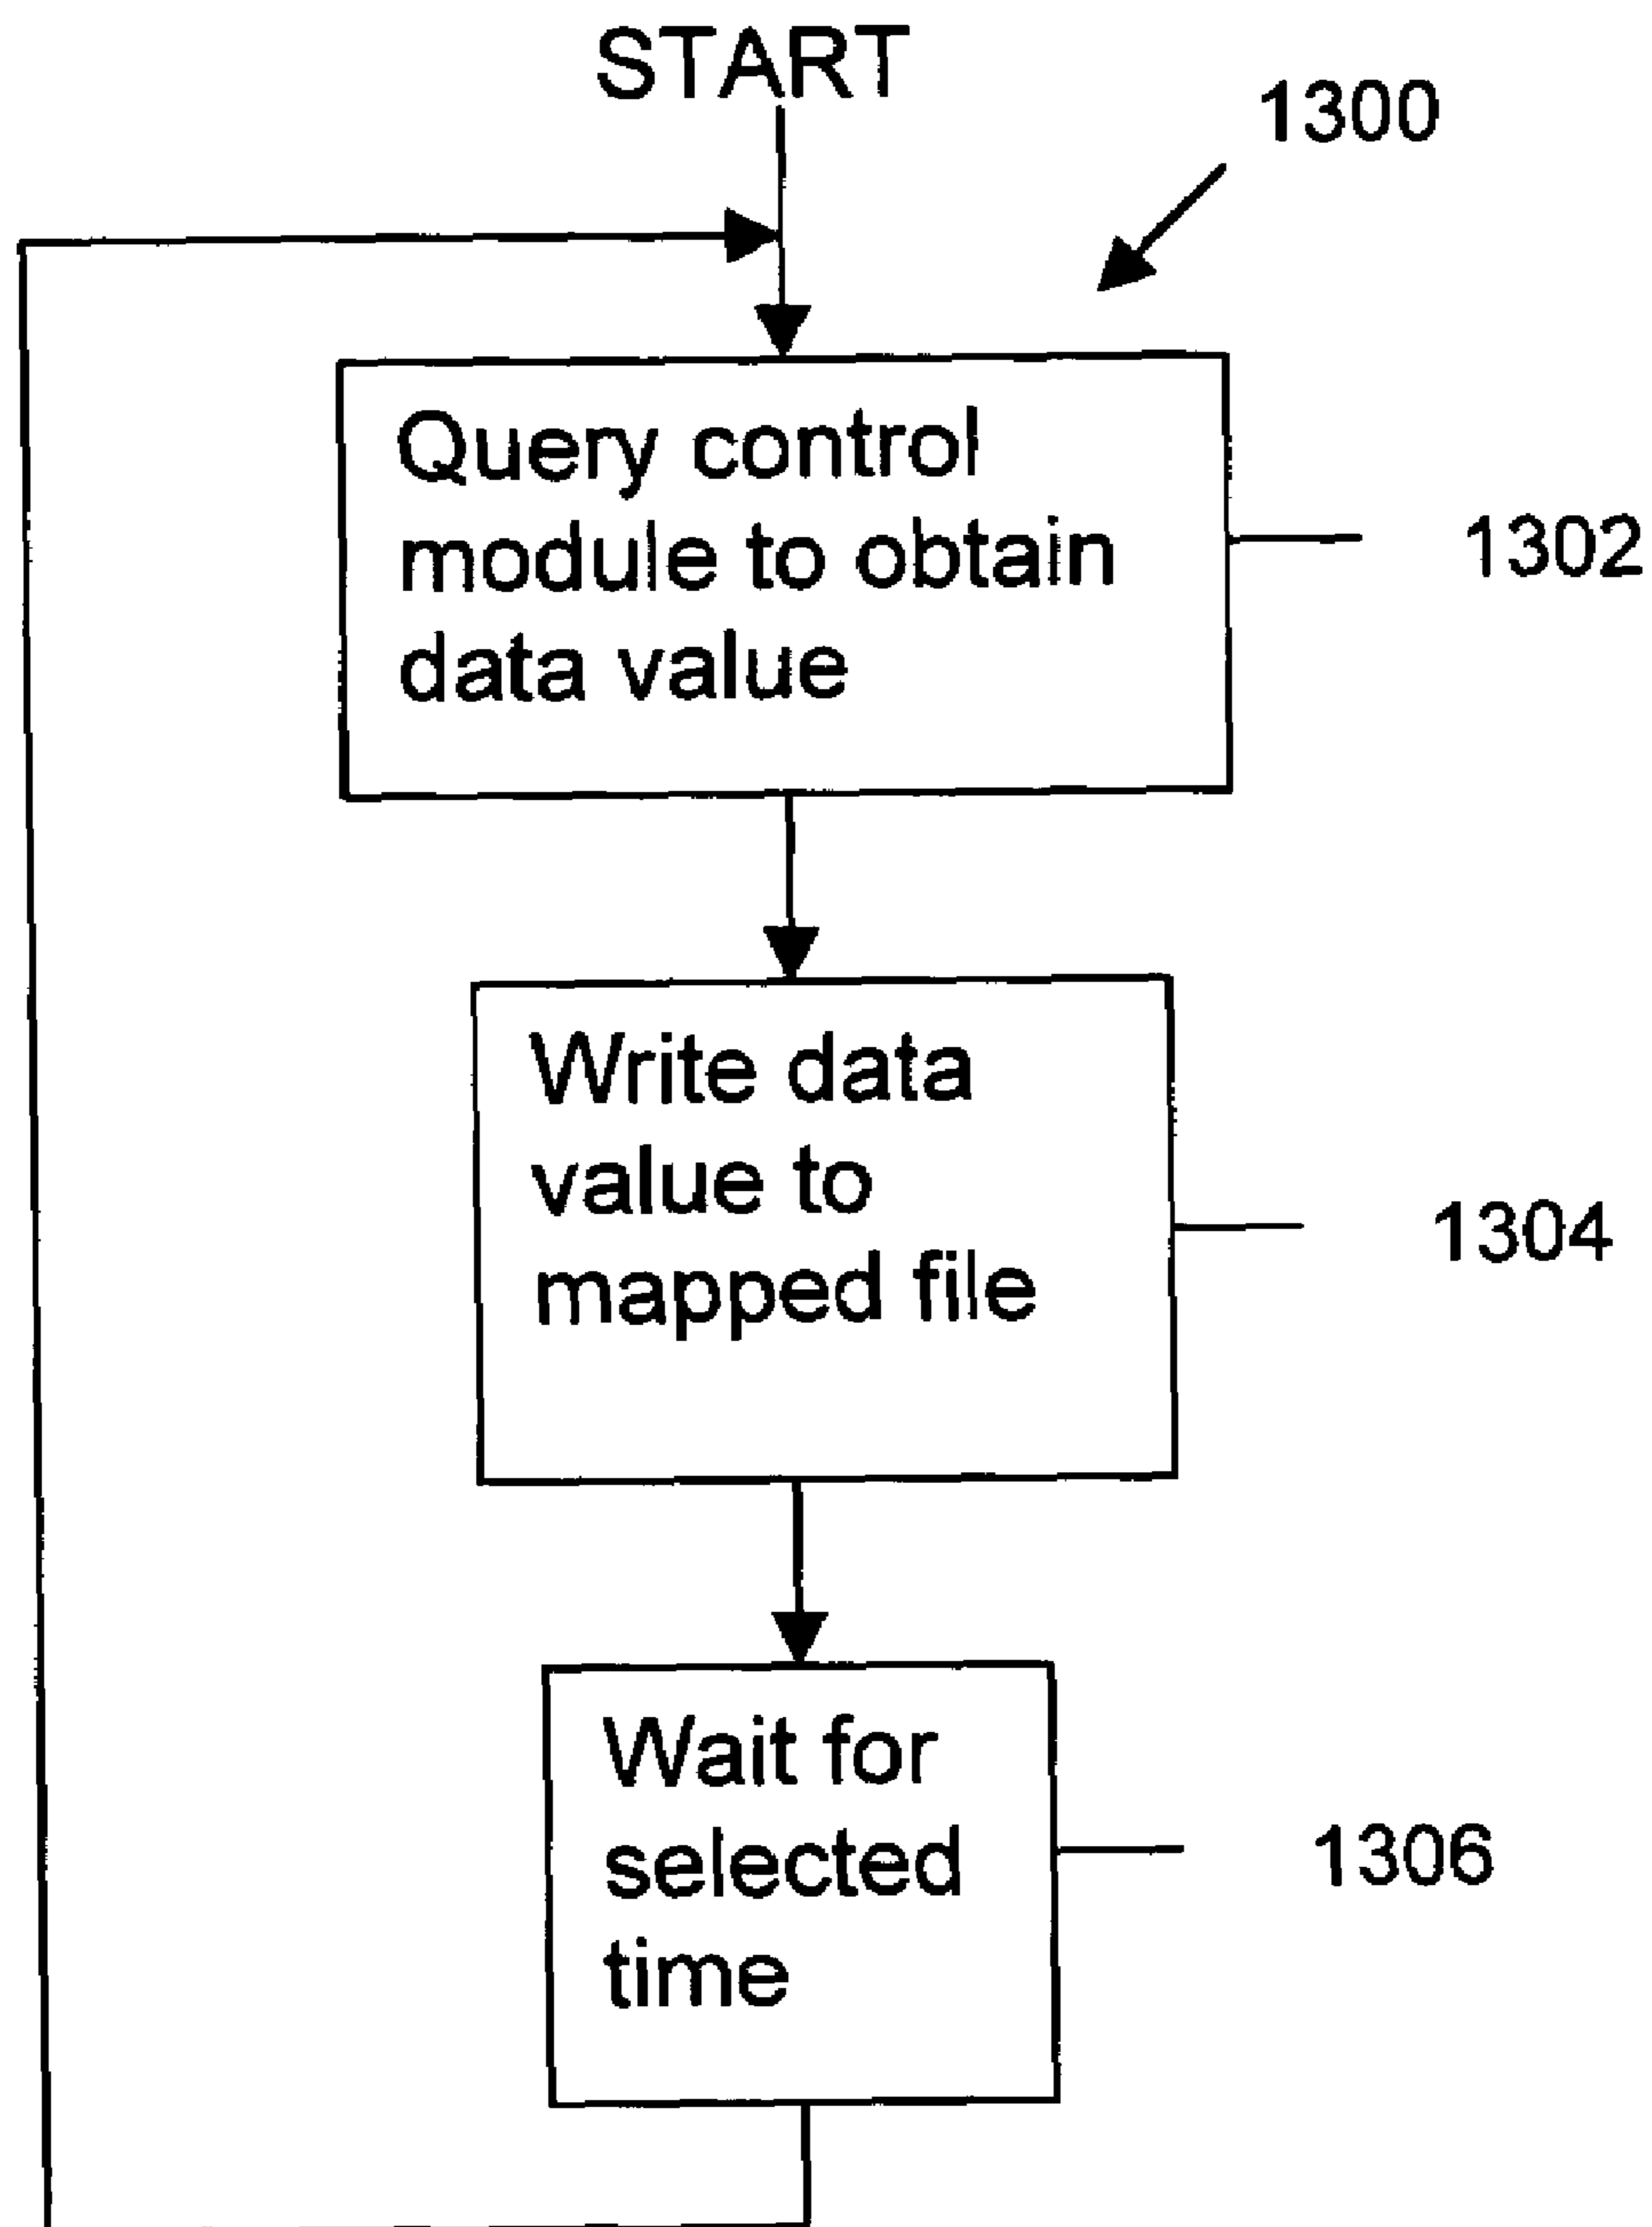 START
1300
Query control
module to obtain
data value
1302
Write data
value to
mapped file
1304
Wait for
selected
time
1306